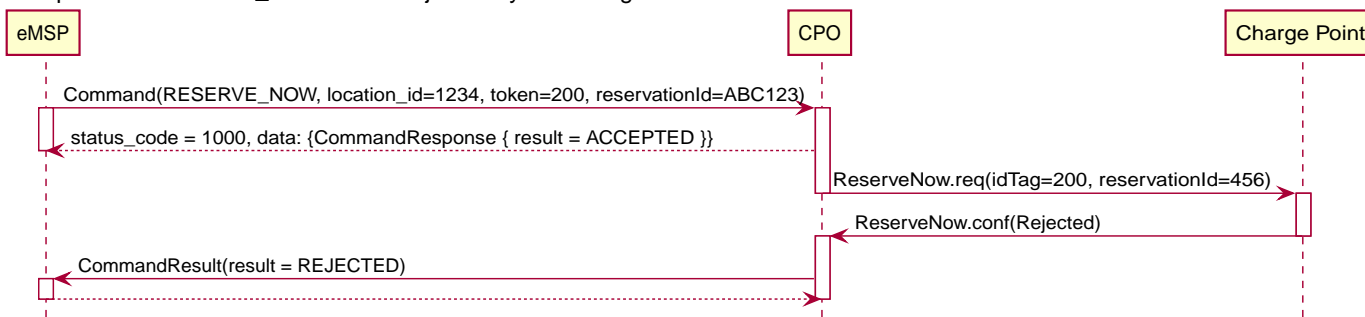 eMSP
CPO
Charge Point
Command(RESERVE_NOW, location_id=1234, token=200, reservationId=ABC123)
status_code = 1000, data: {CommandResponse { result = ACCEPTED }}
ReserveNow.req(idTag=200, reservationId=456)
ReserveNow.conf(Rejected)
CommandResult(result = REJECTED)